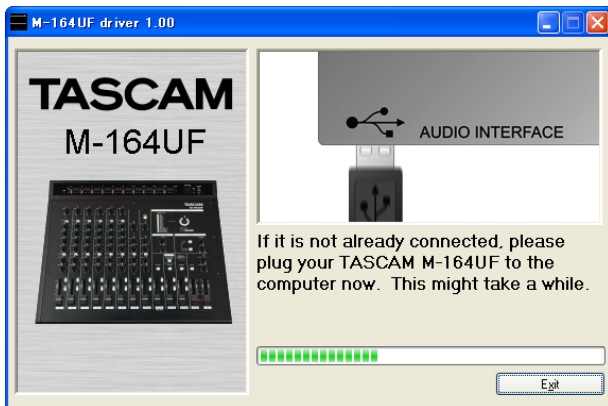 M-164UF driver 1.00
TASCAM
M-164UF
AUDIO INTERFACE
If it is not already connected, please
plug your TASCAM M-164UF to the
computer now.  This might take a while.
Exit
TASCAM